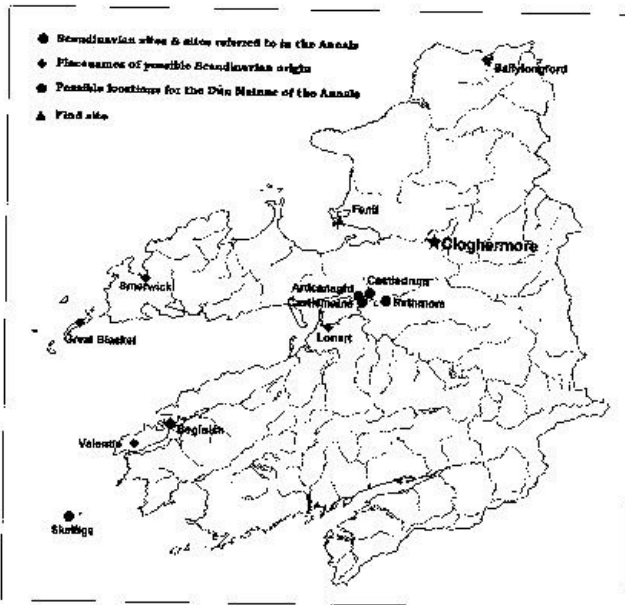 Scandinavian sites & sites referred to in the Annals
Placenames of possible Scandinavian origin
Possible locations for the Dún Mainne of the Annals
Find site
Ballylongford
Fenit
Cloghermore
Smerwick
Castledrum
Ardcanaght
Castlemaine
Rathmore
Great Blasket
Lonart
Beginish
Valentia
Skelligs